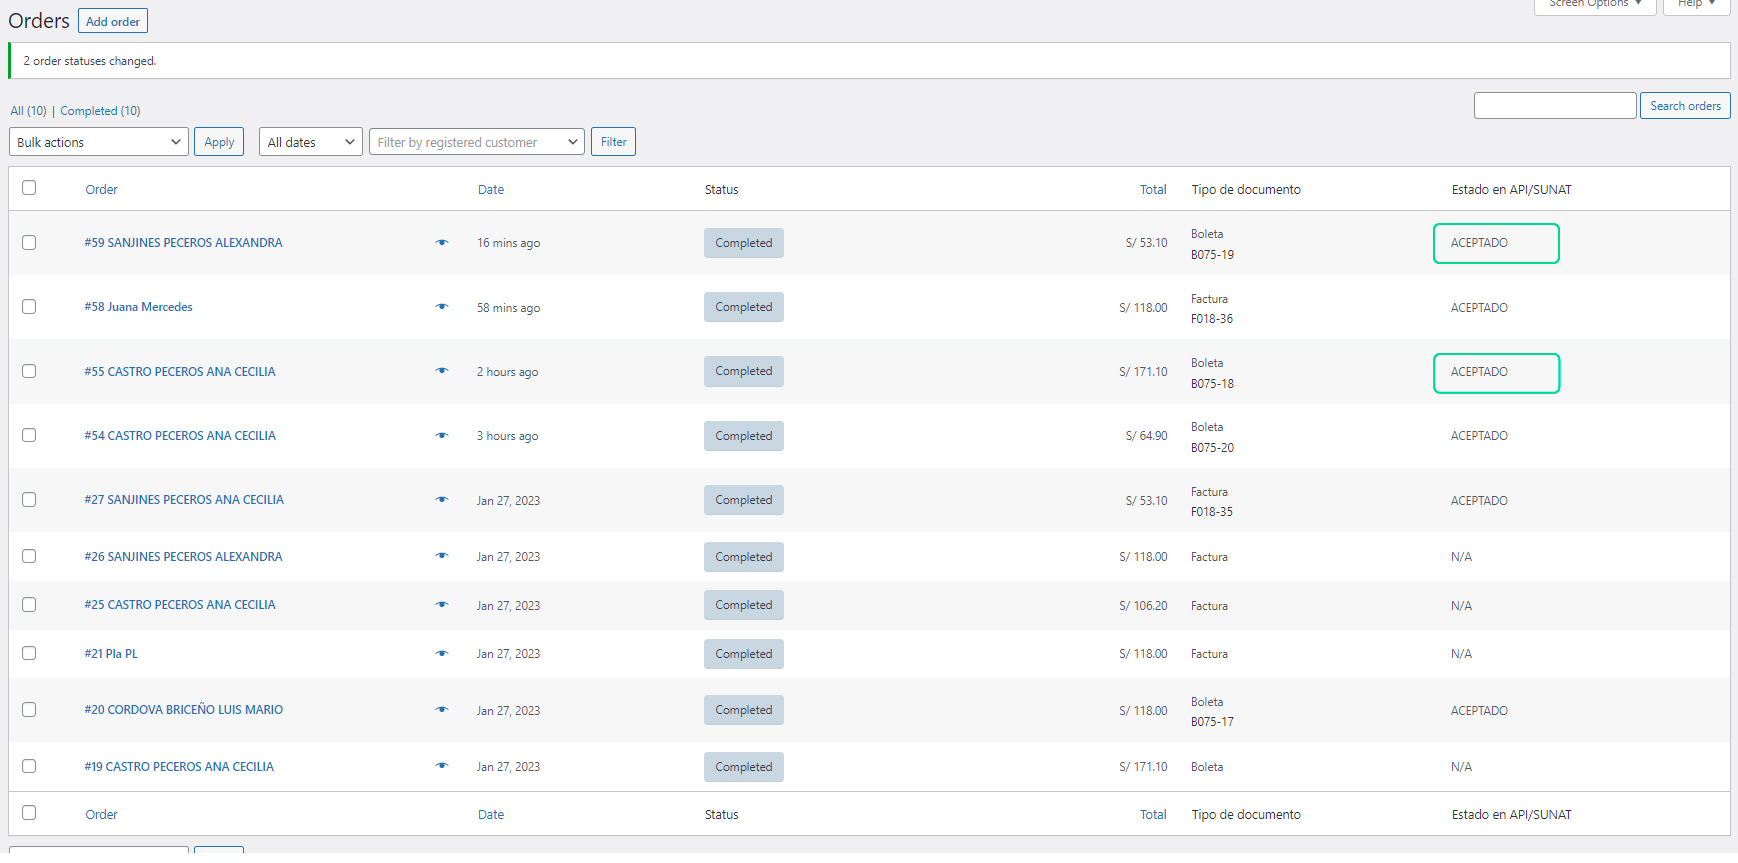 Screen Options
Help
Orders
Add order
2 order statuses changed.
All (10) | Completed (10)
Search orders
Bulk actions
Apply
All dates
Filter by registered customer
Filter
Order Date Status Total Tipo de documento Estado en API/SUNAT
#59 SANJINES PECEROS ALEXANDRA 16 mins ago Completed S/ 53.10 Boleta ACEPTADO
B075-19
#58 Juana Mercedes 58 mins ago Completed S/ 118.00 Factura ACEPTADO
F018-36
#55 CASTRO PECEROS ANA CECILIA 2 hours ago Completed S/ 171.10 Boleta ACEPTADO
B075-18
#54 CASTRO PECEROS ANA CECILIA 3 hours ago Completed S/ 64.90 Boleta ACEPTADO
B075-20
#27 SANJINES PECEROS ANA CECILIA Jan 27, 2023 Completed S/ 53.10 Factura ACEPTADO
F018-35
#26 SANJINES PECEROS ALEXANDRA Jan 27, 2023 Completed S/ 118.00 Factura N/A
#25 CASTRO PECEROS ANA CECILIA Jan 27, 2023 Completed S/ 106.20 Factura N/A
#21 Pla PL Jan 27, 2023 Completed S/ 118.00 Factura N/A
#20 CORDOVA BRICEÑO LUIS MARIO Jan 27, 2023 Completed S/ 118.00 Boleta ACEPTADO
B075-17
#19 CASTRO PECEROS ANA CECILIA Jan 27, 2023 Completed S/ 171.10 Boleta N/A
Order Date Status Total Tipo de documento Estado en API/SUNAT